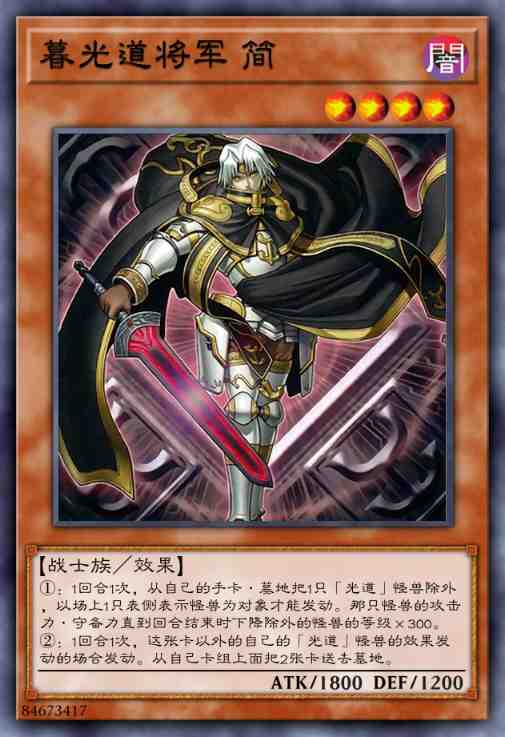 暮光道将军 简
闇
【战士族／效果】
①：1回合1次，从自己的手卡·墓地把1只「光道」怪兽除外
，以场上1只表侧表示怪兽为对象才能发动。那只怪兽的攻击
力·守备力直到回合结束时下降除外的怪兽的等级×300。
②：1回合1次，这张卡以外的自己的「光道」怪兽的效果发
动的场合发动。从自己卡组上面把2张卡送去墓地。
ATK/1800 DEF/1200
84673417